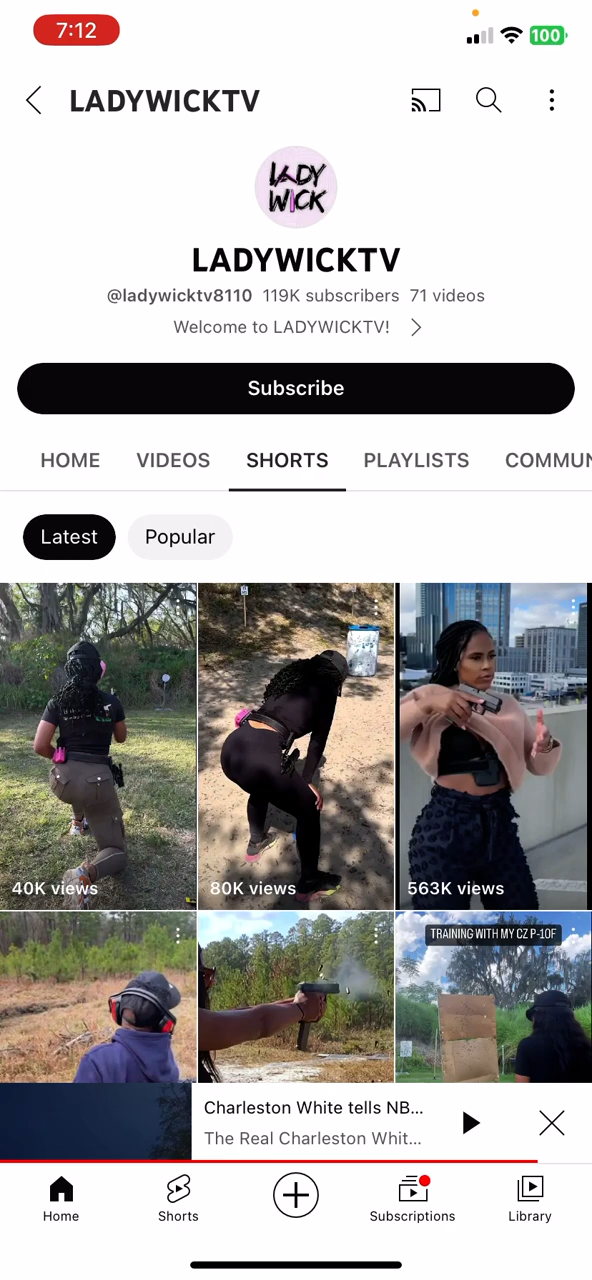 7:12
100
LADYWICKTV
LADY
WICK
LADYWICKTV
@ladywicktv8110 119K subscribers 71 videos
Welcome to LADYWICKTV!
Subscribe
HOME VIDEOS SHORTS PLAYLISTS COMMUN
Latest Popular
40K views 80K views 563K views
TRAINING WITH MY CZ P-10F
Charleston White tells NB...
The Real Charleston Whit...
Home Shorts Subscriptions Library